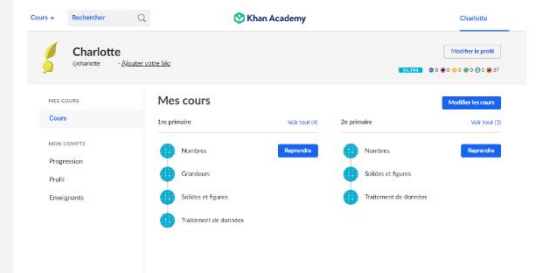 Cours
Rechercher
Khan Academy
Charlotte
Charlotte
@charlotte - Ajouter votre bio
Modifier le profil
MES COURS
Cours
MON COMPTE
Progression
Profil
Enseignants
Mes cours
Modifier les cours
1re primaire
Voir tout (4)
Nombres
Reprendre
Grandeurs
Solides et figures
Traitement de données
2e primaire
Voir tout (3)
Nombres
Reprendre
Solides et figures
Traitement de données